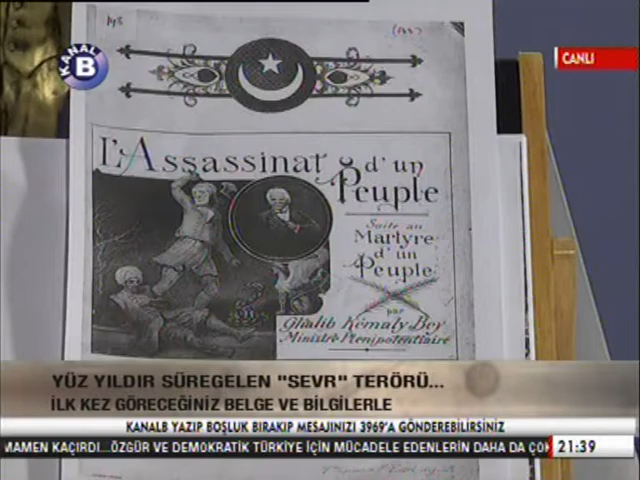 KANAL
B
CANLI
L'Assassinat d'un
Peuple
Suite au
Martyre
d'un
Peuple
par
Ghalib Kemaly Bey
Ministre Plenipotentiaire
YÜZ YILDIR SÜREGELEN "SEVR" TERÖRÜ...
İLK KEZ GÖRECEĞİNİZ BELGE VE BİLGİLERLE
KANALB YAZIP BOŞLUK BIRAKIP MESAJINIZI 3969'A GÖNDEREBİLİRSİNİZ
MAMEN KAÇIRDI...ÖZGÜR VE DEMOKRATİK TÜRKİYE İÇİN MÜCADELE EDENLERİN DAHA DA ÇO
21:39